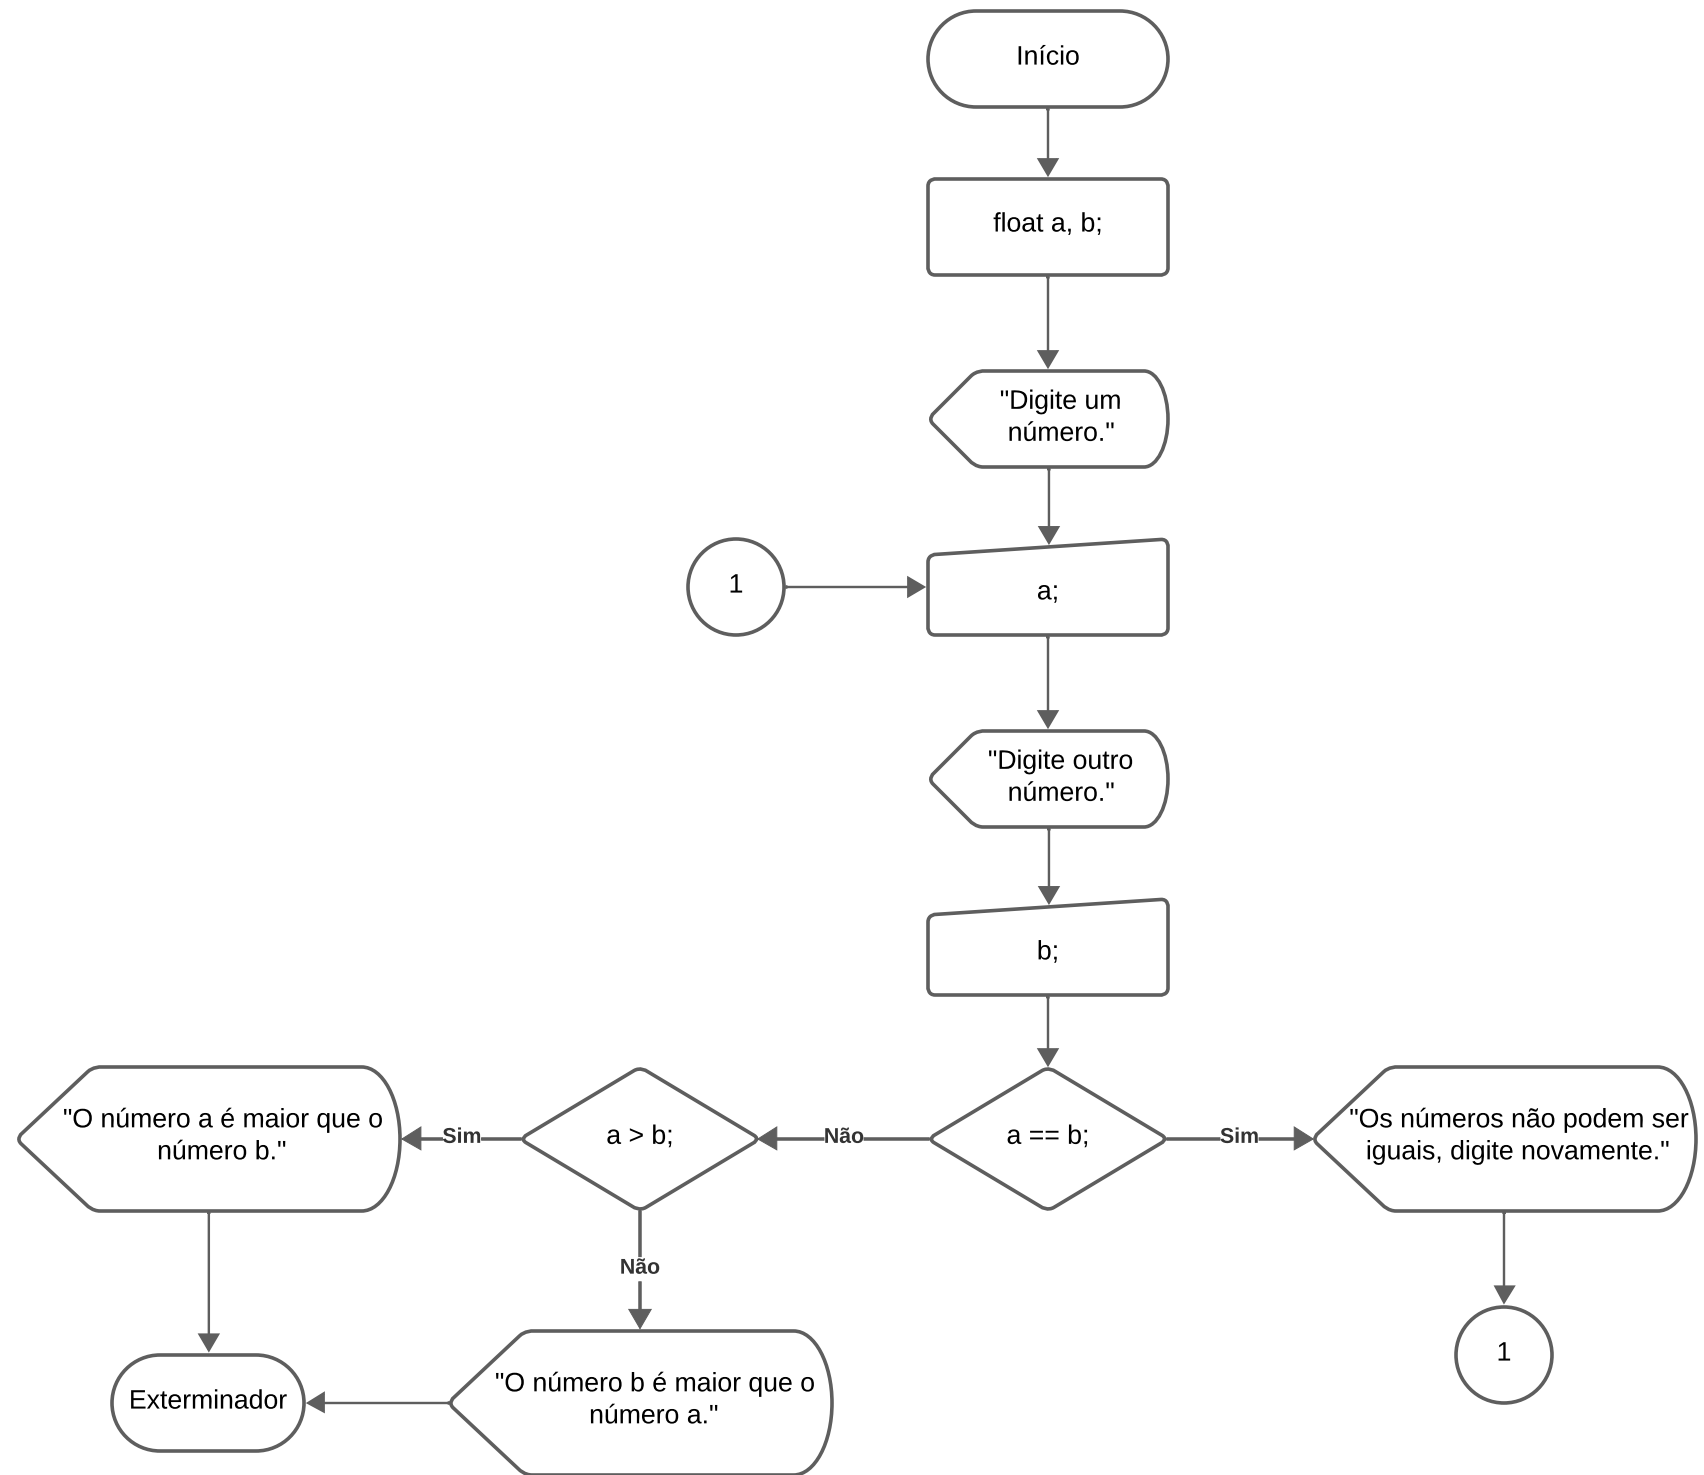 Início
float a, b;
"Digite um
número."
1
a;
"Digite outro
número."
b;
"O número a é maior que o
número b."
Sim
a > b;
Não
a == b;
Sim
"Os números não podem ser
iguais, digite novamente."
Não
1
Exterminador
"O número b é maior que o
número a."